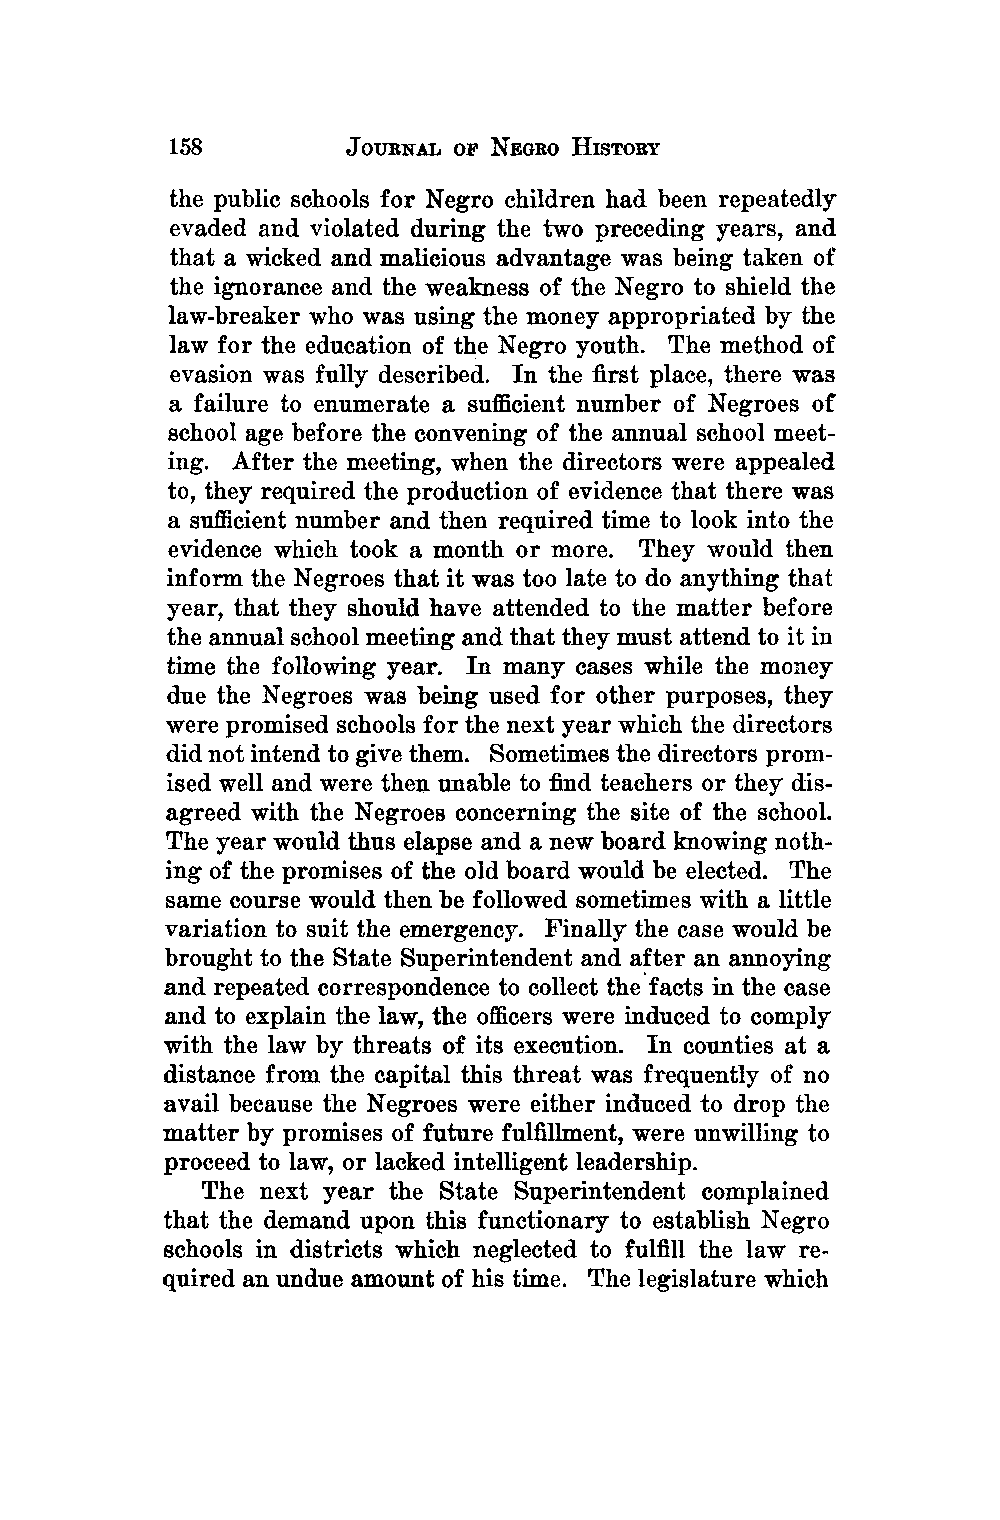 158 JOURNAL OF NEGRO HISTORY
the public schools for Negro children had been repeatedly
evaded and violated during the two preceding years, and
that a wicked and malicious advantage was being taken of
the ignorance and the weakness of the Negro to shield the
law-breaker who was using the money appropriated by the
law for the education of the Negro youth. The method of
evasion was fully described. In the first place, there was
a failure to enumerate a sufficient number of Negroes of
school age before the convening of the annual school meet-
ing. After the meeting, when the directors were appealed
to, they required the production of evidence that there was
a sufficient number and then required time to look into the
evidence which took a month or more. They would then
inform the Negroes that it was too late to do anything that
year, that they should have attended to the matter before
the annual school meeting and that they must attend to it in
time the following year. In many cases while the money
due the Negroes was being used for other purposes, they
were promised schools for the next year which the directors
did not intend to give them. Sometimes the directors prom-
ised well and were then unable to find teachers or they dis-
agreed with the Negroes concerning the site of the school.
The year would thus elapse and a new board knowing noth-
ing of the promises of the old board would be elected. The
same course would then be followed sometimes with a little
variation to suit the emergency. Finally the case would be
brought to the State Superintendent and after an annoying
and repeated correspondence to collect the facts in the case
and to explain the law, the officers were induced to comply
with the law by threats of its execution. In counties at a
distance from the capital this threat was frequently of no
avail because the Negroes were either induced to drop the
matter by promises of future fulfillment, were unwilling to
proceed to law, or lacked intelligent leadership.
The next year the State Superintendent complained
that the demand upon this functionary to establish Negro
schools in districts which neglected to fulfill the law re-
quired an undue amount of his time. The legislature which